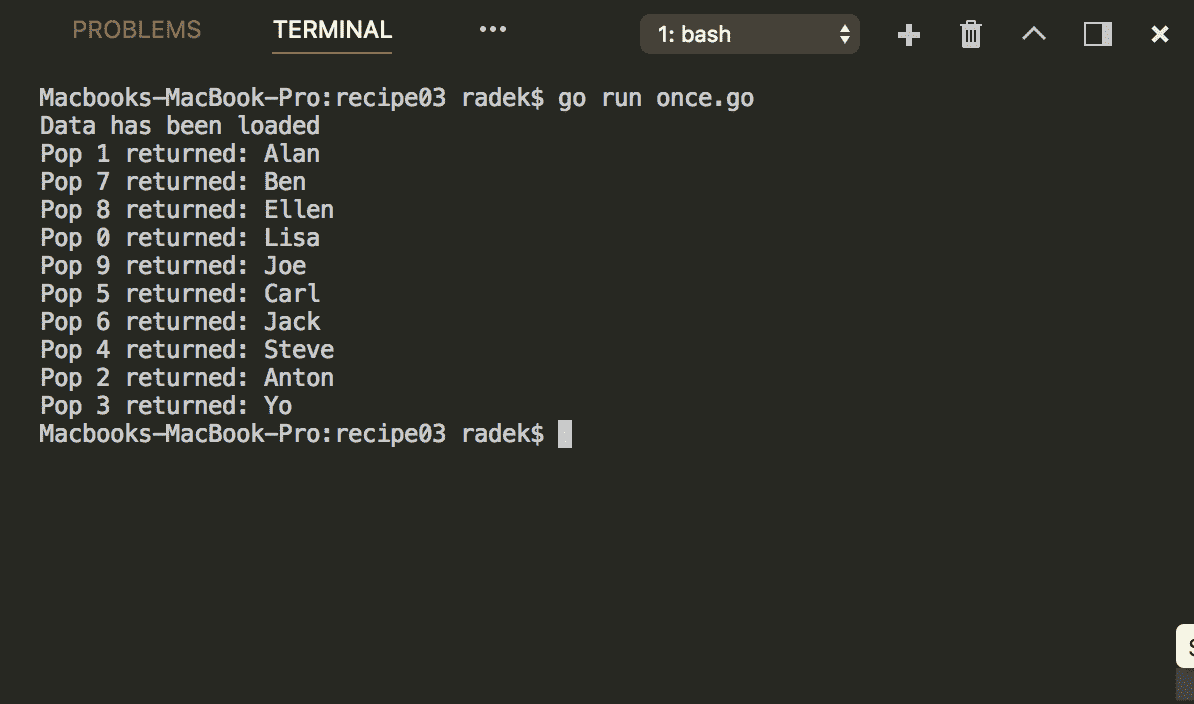 PROBLEMS TERMINAL ••• 1: bash
Macbooks-MacBook-Pro:recipe03 radek$ go run once.go
Data has been loaded
Pop 1 returned: Alan
Pop 7 returned: Ben
Pop 8 returned: Ellen
Pop 0 returned: Lisa
Pop 9 returned: Joe
Pop 5 returned: Carl
Pop 6 returned: Jack
Pop 4 returned: Steve
Pop 2 returned: Anton
Pop 3 returned: Yo
Macbooks-MacBook-Pro:recipe03 radek$